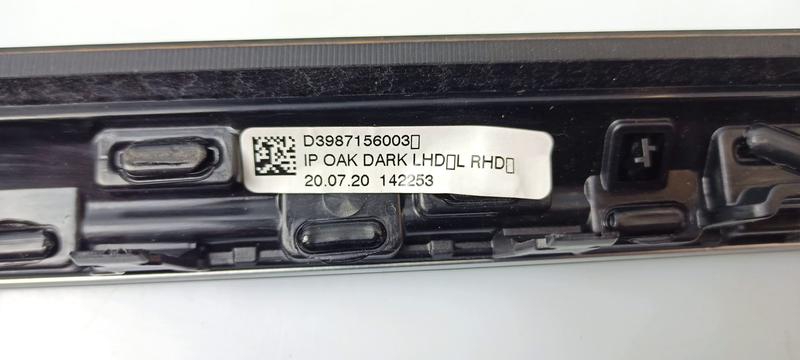 D3987156003▯
IP OAK DARK LHD▯L RHD▯
20.07.20 142253